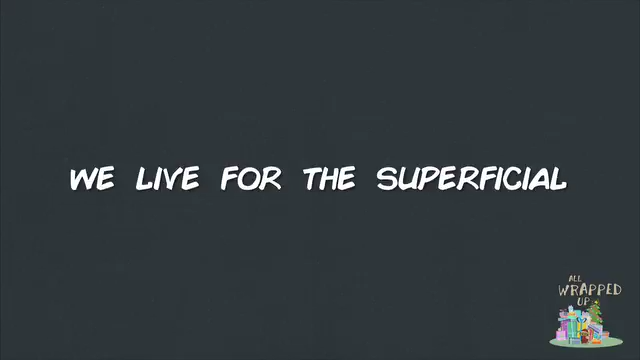 WE LIVE FOR THE SUPERFICIAL
ALL
WRAPPED
UP